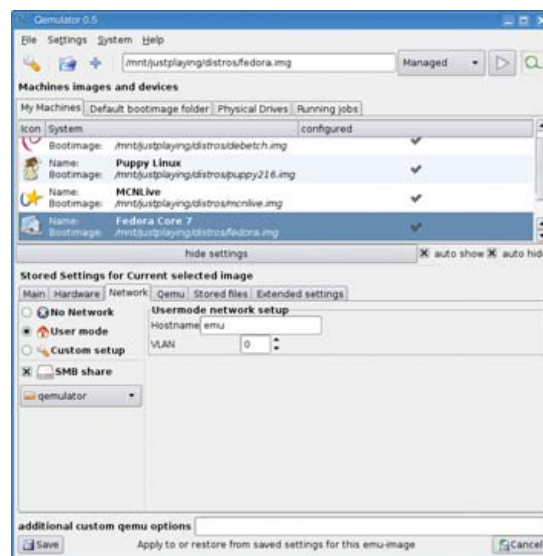 Qemulator 0.5
File Settings System Help
/mnt/justplaying/distros/fedora.img Managed
Machines images and devices
My Machines Default bootimage folder Physical Drives Running jobs
Icon System configured
Bootimage: /mnt/justplaying/distros/debetch.img
Name: Puppy Linux
Bootimage: /mnt/justplaying/distros/puppy216.img
Name: MCNLive
Bootimage: /mnt/justplaying/distros/mcnlive.img
Name: Fedora Core 7
Bootimage: /mnt/justplaying/distros/fedora.img
hide settings auto show auto hid
Stored Settings for Current selected image
Main Hardware Network Qemu Stored files Extended settings
No Network
User mode
Custom setup
SMB share
qemulator
Usermode network setup
Hostname emu
VLAN 0
additional custom qemu options
Save Apply to or restore from saved settings for this emu-image Cancel